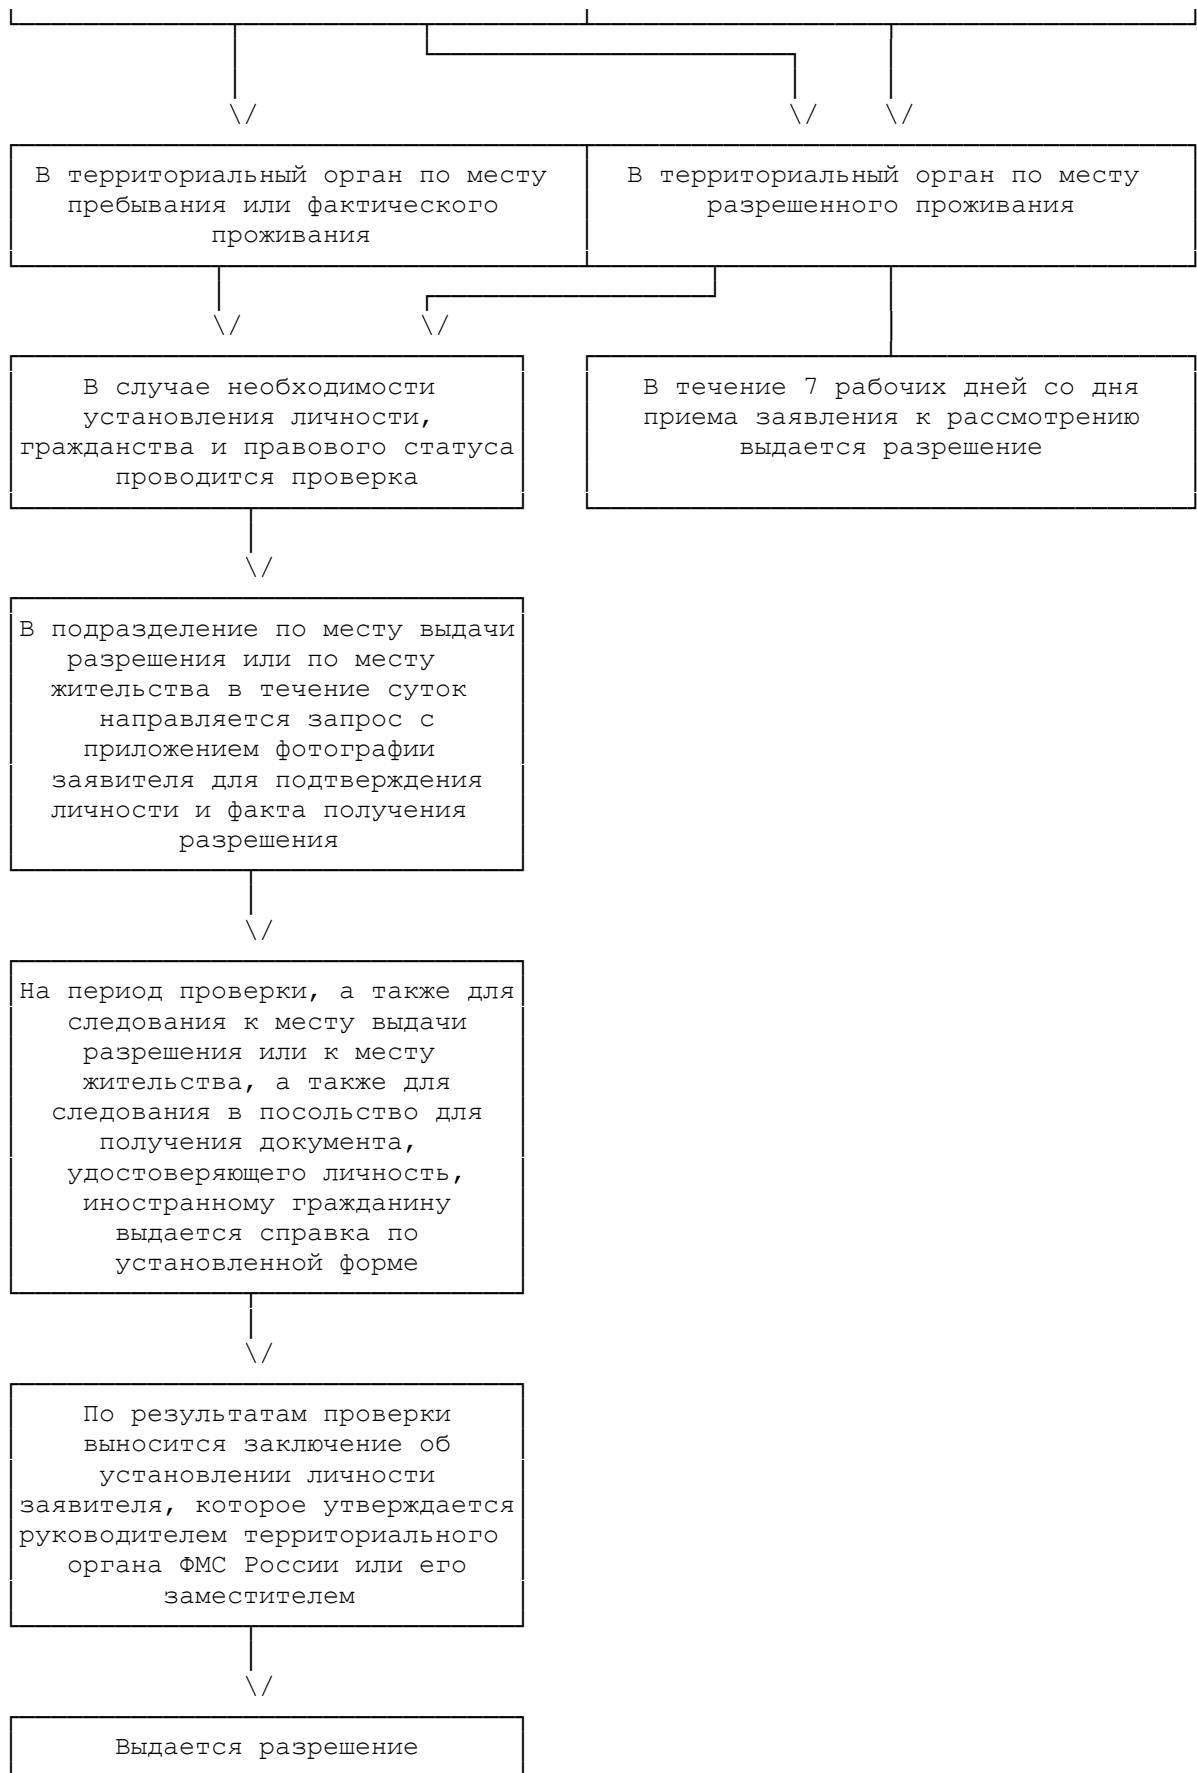 В территориальный орган по месту
пребывания или фактического
проживания
В территориальный орган по месту
разрешенного проживания
В случае необходимости
установления личности,
гражданства и правового статуса
проводится проверка
В течение 7 рабочих дней со дня
приема заявления к рассмотрению
выдается разрешение
В подразделение по месту выдачи
разрешения или по месту
жительства в течение суток
направляется запрос с
приложением фотографии
заявителя для подтверждения
личности и факта получения
разрешения
На период проверки, а также для
следования к месту выдачи
разрешения или к месту
жительства, а также для
следования в посольство для
получения документа,
удостоверяющего личность,
иностранному гражданину
выдается справка по
установленной форме
По результатам проверки
выносится заключение об
установлении личности
заявителя, которое утверждается
руководителем территориального
органа ФМС России или его
заместителем
Выдается разрешение